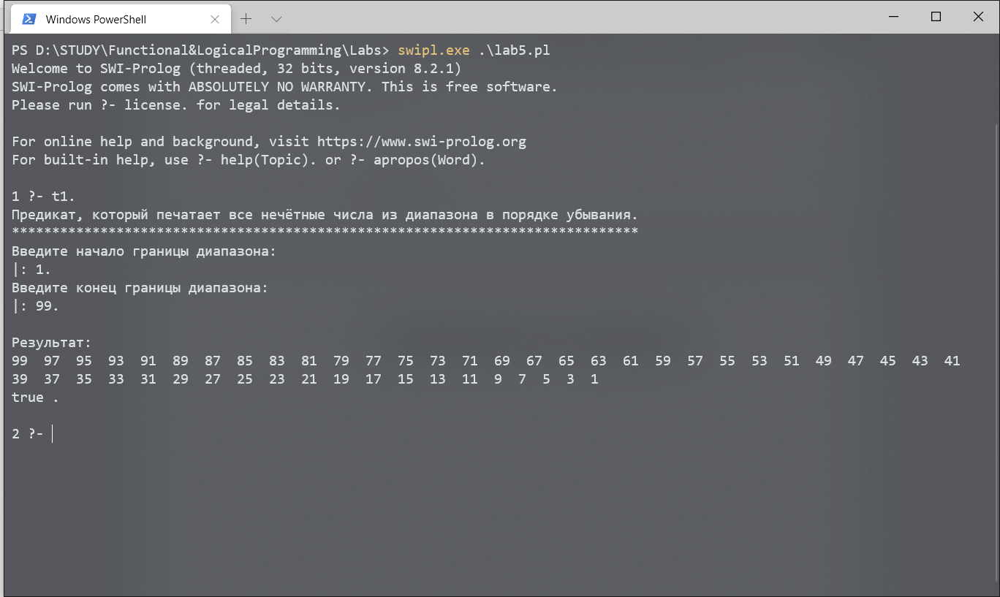 Windows PowerShell
PS D:\STUDY\Functional&LogicalProgramming\Labs> swipl.exe .\lab5.pl
Welcome to SWI-Prolog (threaded, 32 bits, version 8.2.1)
SWI-Prolog comes with ABSOLUTELY NO WARRANTY. This is free software.
Please run ?- license. for legal details.
For online help and background, visit https://www.swi-prolog.org
For built-in help, use ?- help(Topic). or ?- apropos(Word).
1 ?- t1.
Предикат, который печатает все нечётные числа из диапазона в порядке убывания.
******************************************************************************
Введите начало границы диапазона:
|: 1.
Введите конец границы диапазона:
|: 99.
Результат:
99  97  95  93  91  89  87  85  83  81  79  77  75  73  71  69  67  65  63  61  59  57  55  53  51  49  47  45  43  41
39  37  35  33  31  29  27  25  23  21  19  17  15  13  11  9  7  5  3  1
true .
2 ?-